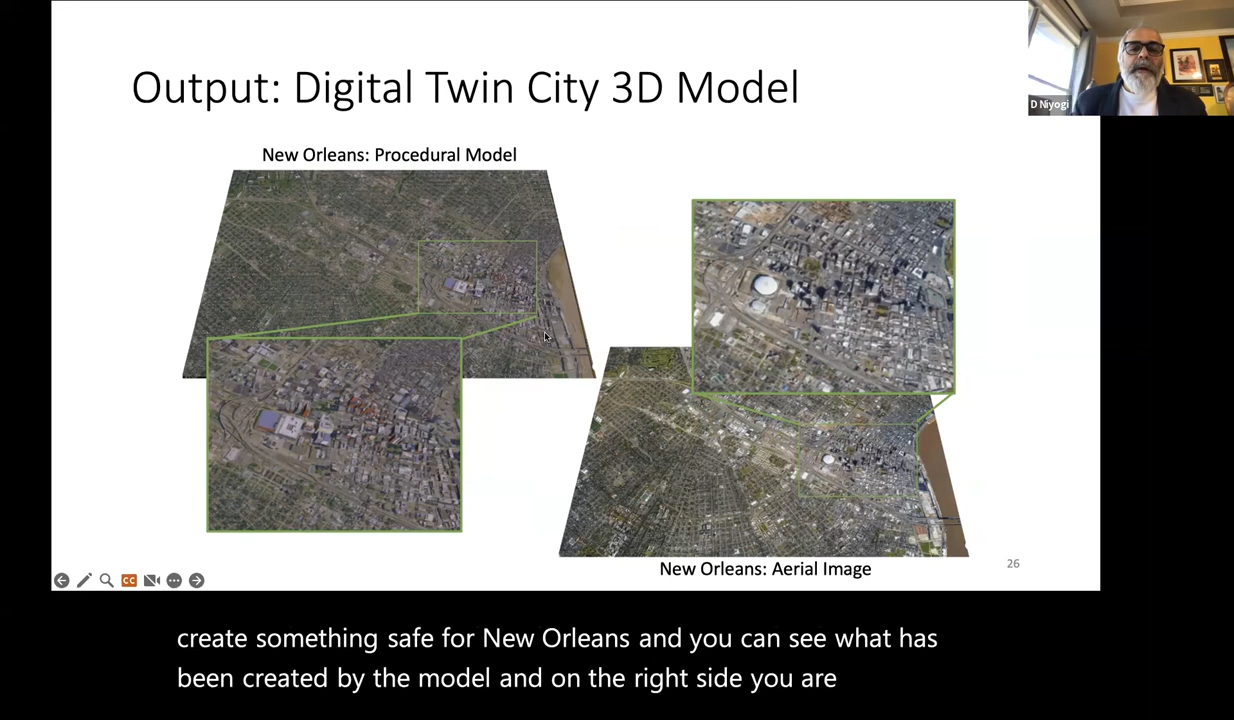 Output: Digital Twin City 3D Model
D Niyogi
New Orleans: Procedural Model
New Orleans: Aerial Image
26
CC
create something safe for New Orleans and you can see what has
been created by the model and on the right side you are